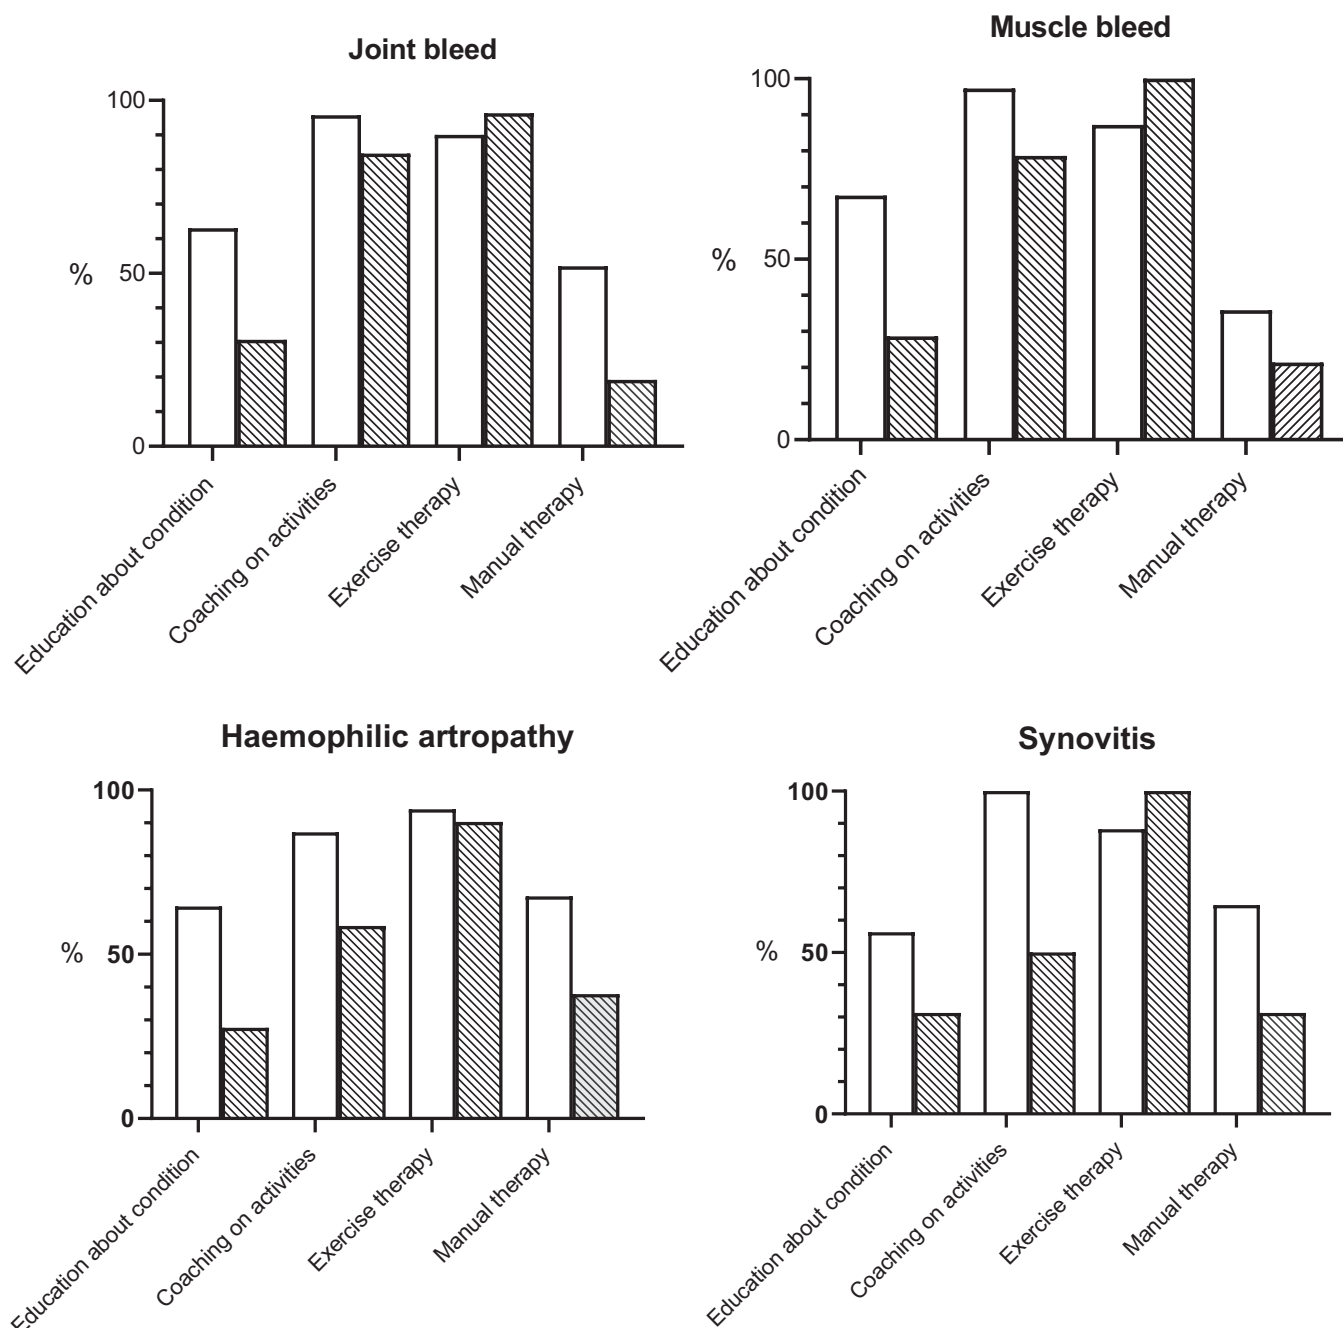 Joint bleed
100
%
50
0
Education about condition
Coaching on activities
Exercise therapy
Manual therapy
Muscle bleed
100
%
50
0
Education about condition
Coaching on activities
Exercise therapy
Manual therapy
Haemophilic artropathy
100
%
50
0
Education about condition
Coaching on activities
Exercise therapy
Manual therapy
Synovitis
100
%
50
0
Education about condition
Coaching on activities
Exercise therapy
Manual therapy